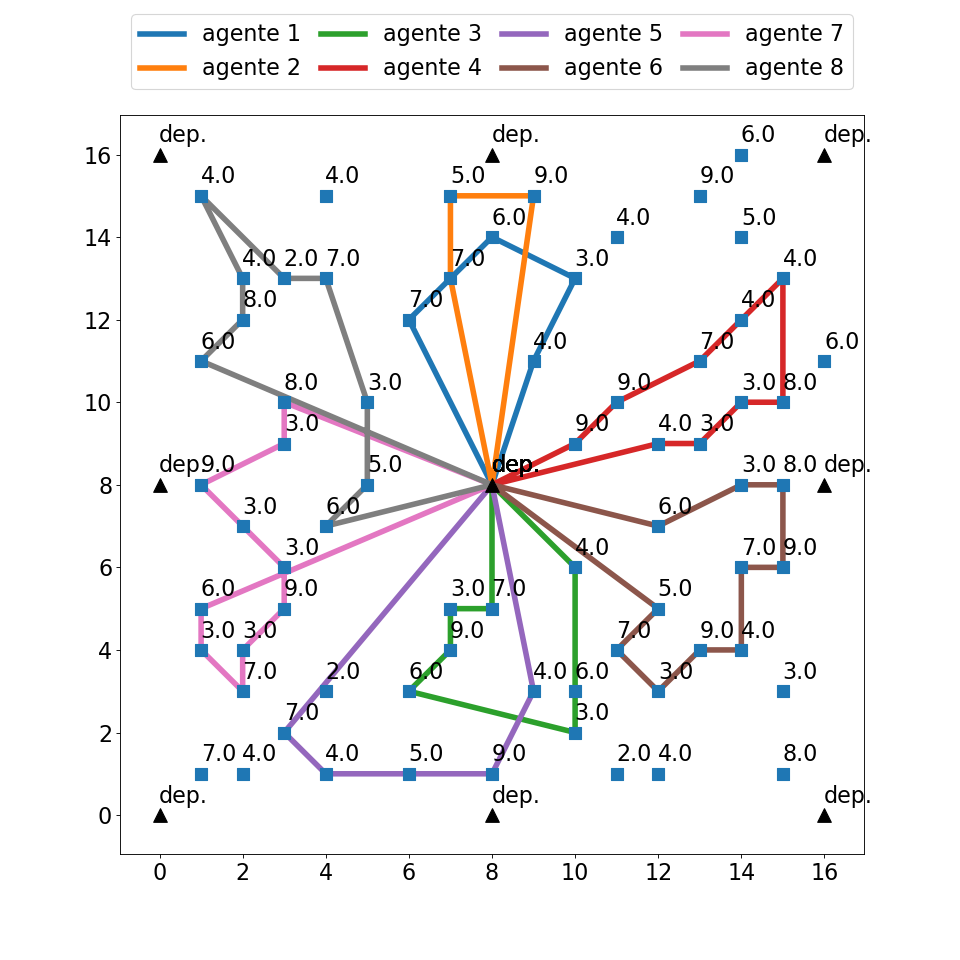 agente 1 agente 3 agente 5 agente 7
agente 2 agente 4 agente 6 agente 8
dep. dep. 6.0 dep.
16
4.0 4.0 5.0 9.0 9.0
6.0 4.0 5.0
14
4.0 2.0 7.0 7.0 3.0 4.0
8.0 7.0 4.0
12
6.0 4.0 7.0 6.0
8.0 3.0 9.0 3.0 8.0
10
3.0 9.0 4.0 3.0
dep. 9.0 5.0 dep. dep. 3.0 8.0 dep.
8
3.0 6.0 6.0
3.0 4.0 7.0 9.0
6
6.0 9.0 3.0 7.0 5.0
3.0 3.0 9.0 7.0 9.0 4.0
4
7.0 2.0 6.0 4.0 6.0 3.0 3.0
7.0 3.0
2
7.0 4.0 4.0 5.0 9.0 2.0 4.0 8.0
dep. dep. dep.
0
0 2 4 6 8 10 12 14 16